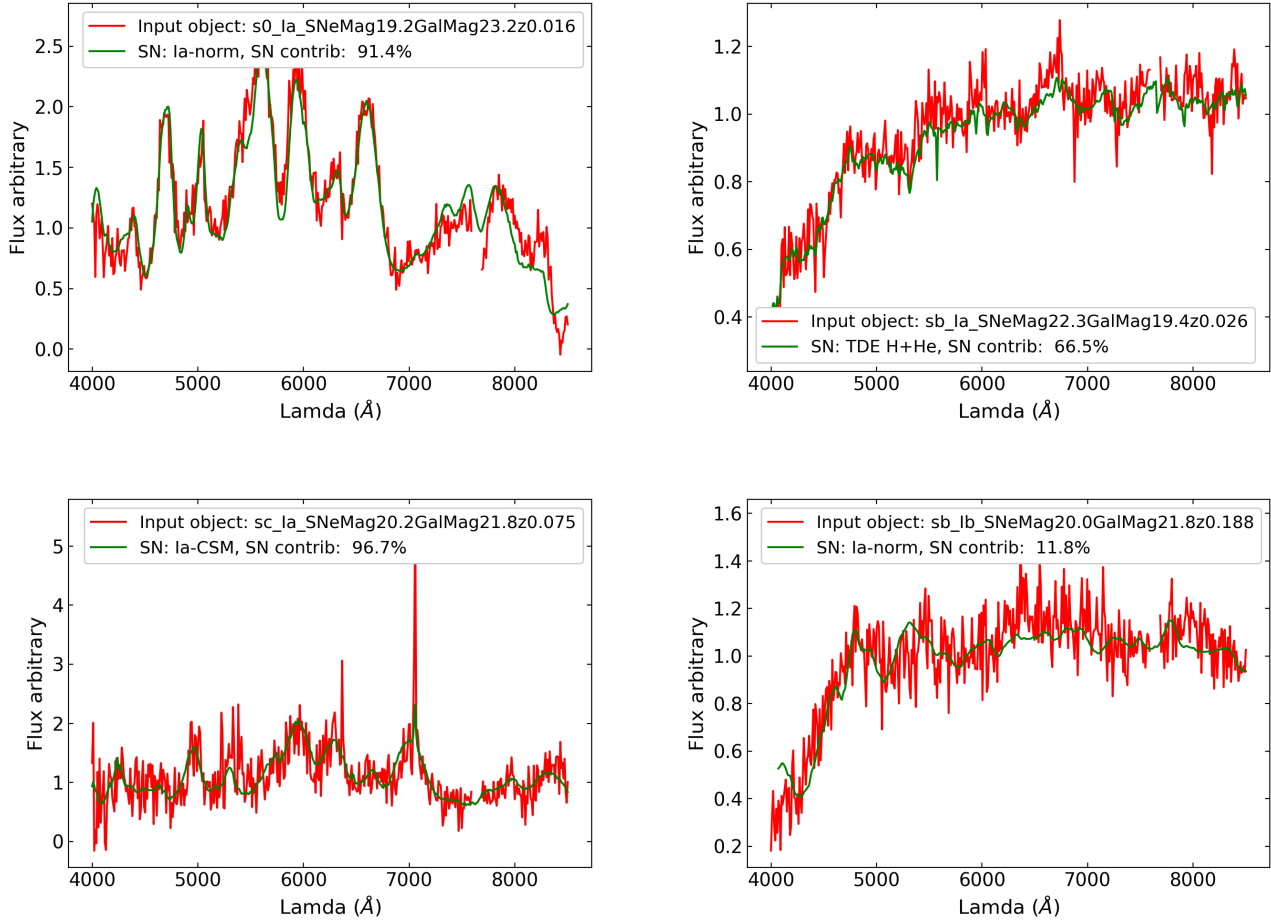 Input object: s0_Ia_SNeMag19.2GalMag23.2z0.016
SN: Ia-norm, SN contrib: 91.4%
Flux arbitrary
2.5
2.0
1.5
1.0
0.5
0.0
4000 5000 6000 7000 8000
Lamda (Å)
Input object: sb_Ia_SNeMag22.3GalMag19.4z0.026
SN: TDE H+He, SN contrib: 66.5%
Flux arbitrary
1.2
1.0
0.8
0.6
0.4
4000 5000 6000 7000 8000
Lamda (Å)
Input object: sc_Ia_SNeMag20.2GalMag21.8z0.075
SN: Ia-CSM, SN contrib: 96.7%
Flux arbitrary
5
4
3
2
1
0
4000 5000 6000 7000 8000
Lamda (Å)
Input object: sb_Ib_SNeMag20.0GalMag21.8z0.188
SN: Ia-norm, SN contrib: 11.8%
Flux arbitrary
1.6
1.4
1.2
1.0
0.8
0.6
0.4
0.2
4000 5000 6000 7000 8000
Lamda (Å)